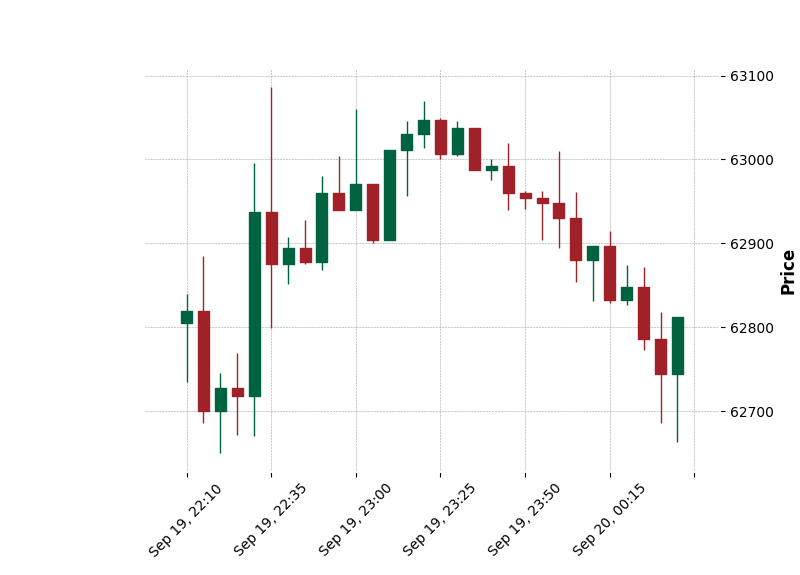 63100
63000
62900
62800
62700
Price
Sep 19, 22:10
Sep 19, 22:35
Sep 19, 23:00
Sep 19, 23:25
Sep 19, 23:50
Sep 20, 00:15